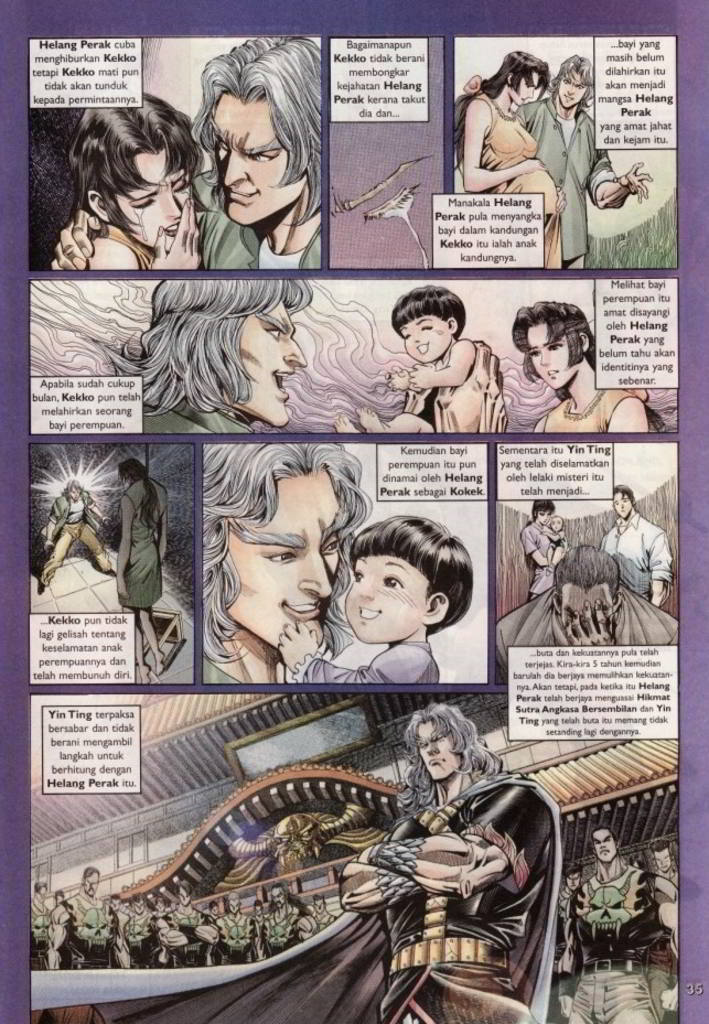 Helang Perak cuba
menghiburkan Kekko
tetapi Kekko mati pun
tidak akan tunduk
kepada permintaannya.
Bagaimanapun
Kekko tidak berani
membongkar
kejahatan Helang
Perak kerana takut
dia dan...
...bayi yang
masih belum
dilahirkan itu
akan menjadi
mangsa Helang
Perak
yang amat jahat
dan kejam itu.
Manakala Helang
Perak pula menyangka
bayi dalam kandungan
Kekko itu ialah anak
kandungnya.
Apabila sudah cukup
bulan, Kekko pun telah
melahirkan seorang
bayi perempuan.
Melihat bayi
perempuan itu
amat disayangi
oleh Helang
Perak yang
belum tahu akan
identitinya yang
sebenar.
...Kekko pun tidak
lagi gelisah tentang
keselamatan anak
perempuannya dan
telah membunuh diri.
Kemudian bayi
perempuan itu pun
dinamai oleh Helang
Perak sebagai Kokek.
Sementara itu Yin Ting
yang telah diselamatkan
oleh lelaki misteri itu
telah menjadi...
...buta dan kekuatannya pula telah
terjejas. Kira-kira 5 tahun kemudian
barulah dia berjaya memulihkan kekuatan-
nya. Akan tetapi, pada ketika itu Helang
Perak telah berjaya menguasai Hikmat
Sutra Angkasa Bersembilan dan Yin
Ting yang telah buta itu memang tidak
setanding lagi dengannya.
Yin Ting terpaksa
bersabar dan tidak
berani mengambil
langkah untuk
berhitung dengan
Helang Perak itu.
35